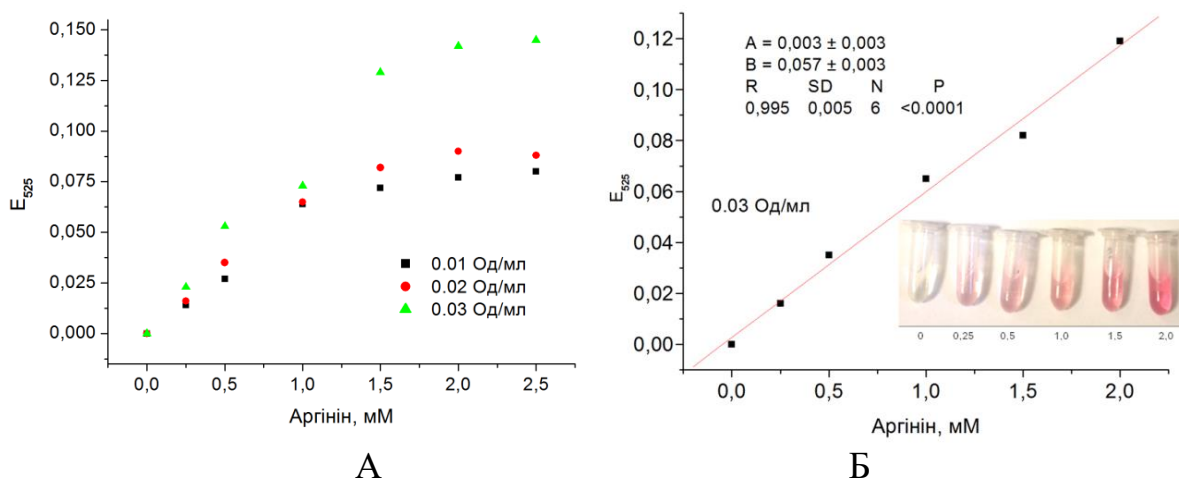 0,150
0,125
0,100
0,075
0,050
0,025
0,000
E525
0,0 0,5 1,0 1,5 2,0 2,5
Аргінін, мМ
0.01 Од/мл
0.02 Од/мл
0.03 Од/мл
А
0,12
0,10
0,08
0,06
0,04
0,02
0,00
E525
A = 0,003 ± 0,003
B = 0,057 ± 0,003
R SD N P
0,995 0,005 6 <0.0001
0.03 Од/мл
0 0,25 0,5 1,0 1,5 2,0
0,0 0,5 1,0 1,5 2,0
Аргінін, мМ
Б